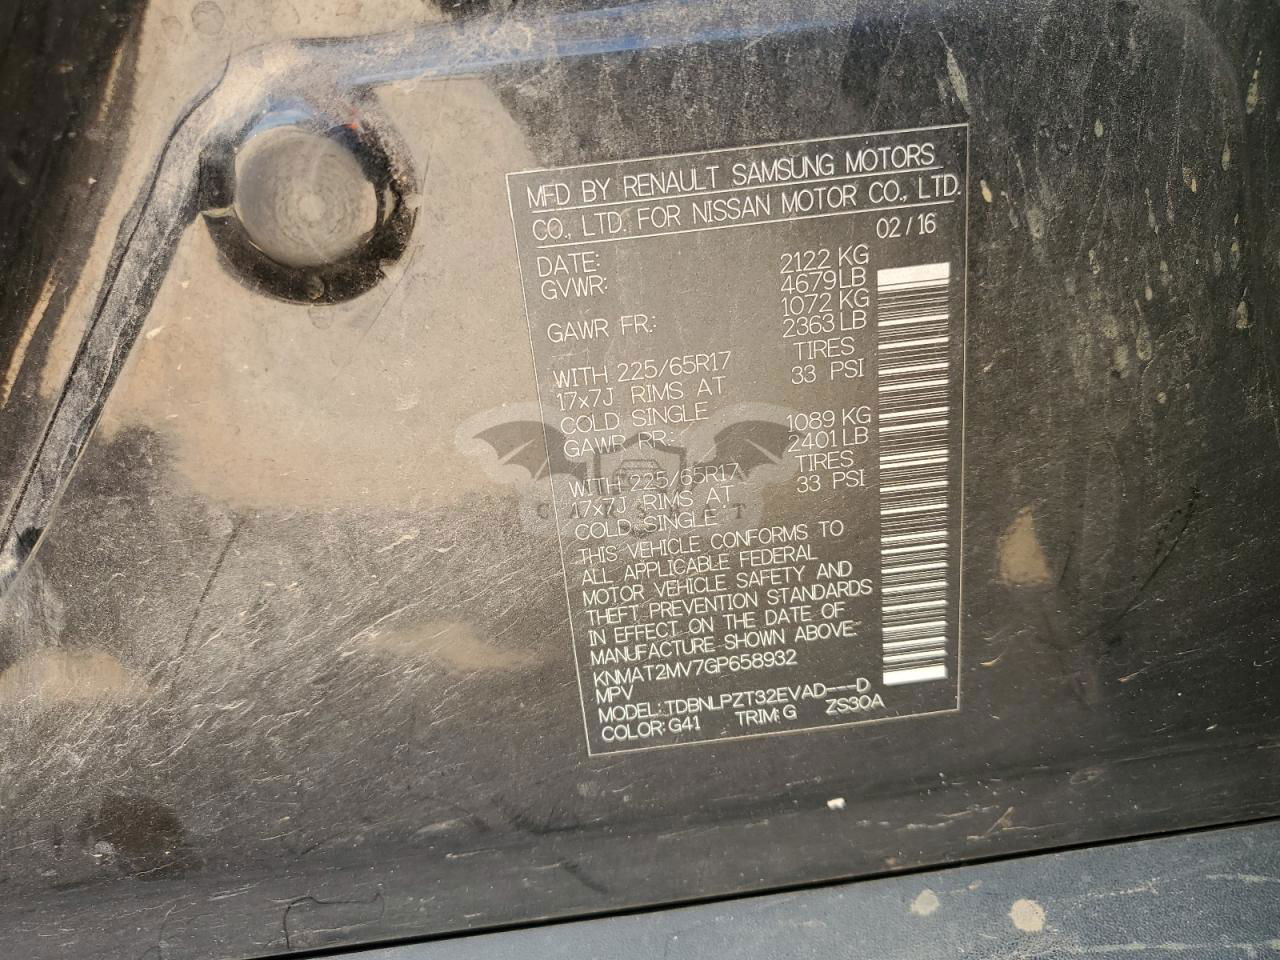 MFD BY RENAULT SAMSUNG MOTORS
CO., LTD. FOR NISSAN MOTOR CO., LTD.
DATE: 02 / 16
GVWR: 2122 KG
4679 LB
GAWR FR.: 1072 KG
2363 LB
WITH 225/65R17 TIRES
17x7J RIMS AT 33 PSI
COLD SINGLE
GAWR RR.: 1089 KG
2401 LB
WITH 225/65R17 TIRES
17x7J RIMS AT 33 PSI
COLD SINGLE
THIS VEHICLE CONFORMS TO
ALL APPLICABLE FEDERAL
MOTOR VEHICLE SAFETY AND
THEFT PREVENTION STANDARDS
IN EFFECT ON THE DATE OF
MANUFACTURE SHOWN ABOVE.
KNMAT2MV7GP658932
MPV
MODEL: TDBNLPZT32EVAD---D
COLOR: G41 TRIM: G ZS30A